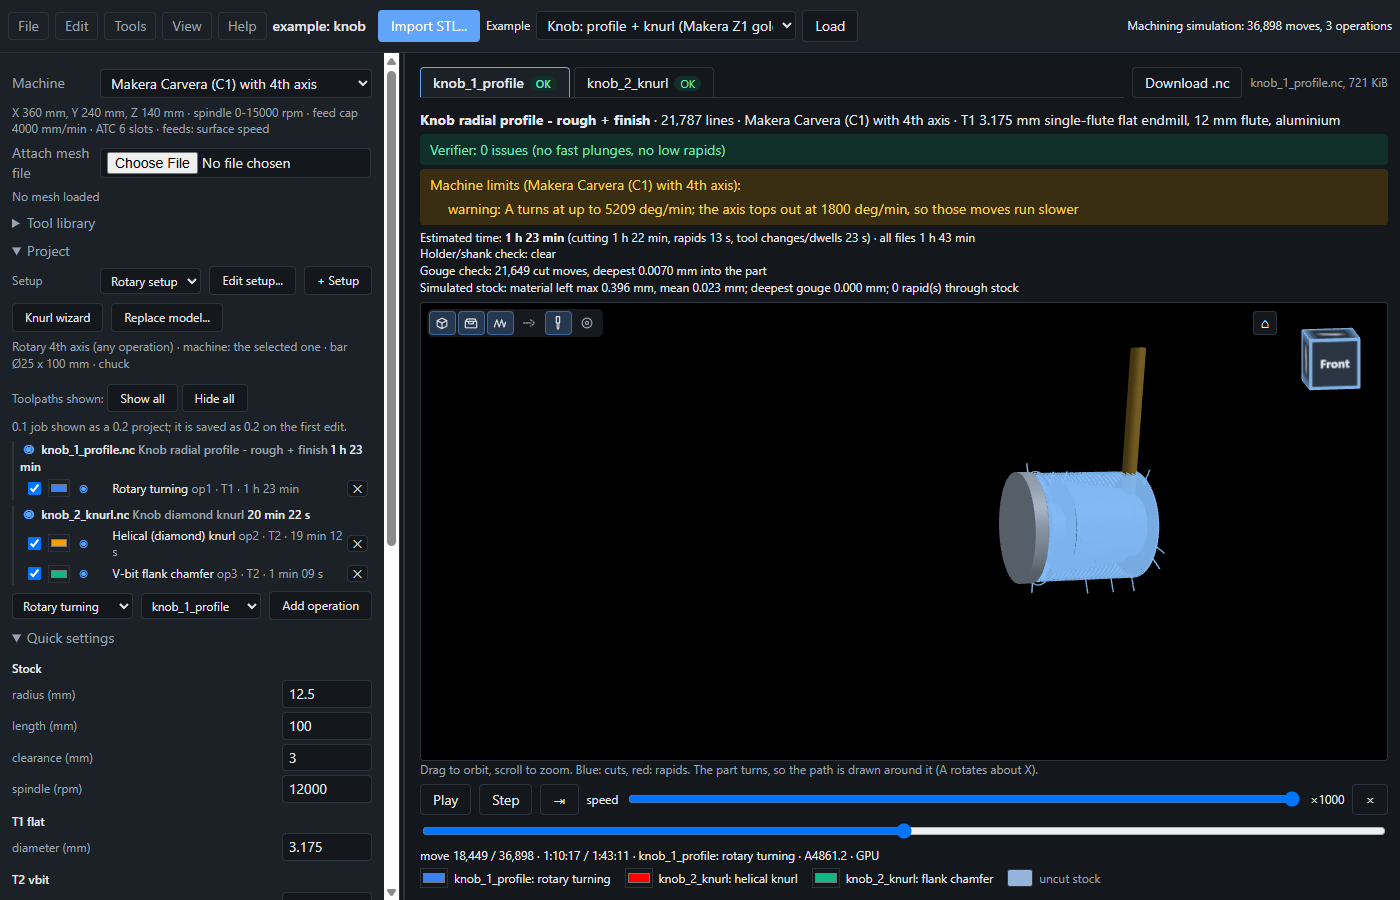 File Edit Tools View Help example: knob Import STL... Example Knob: profile + knurl (Makera Z1 gol Load Machining simulation: 36,898 moves, 3 operations
Machine Makera Carvera (C1) with 4th axis
X 360 mm, Y 240 mm, Z 140 mm · spindle 0-15000 rpm · feed cap
4000 mm/min · ATC 6 slots · feeds: surface speed
Attach mesh file Choose File No file chosen
No mesh loaded
Tool library
Project
Setup Rotary setup Edit setup... + Setup
Knurl wizard Replace model...
Rotary 4th axis (any operation) · machine: the selected one · bar
Ø25 x 100 mm · chuck
Toolpaths shown: Show all Hide all
0.1 job shown as a 0.2 project; it is saved as 0.2 on the first edit.
knob_1_profile.nc Knob radial profile - rough + finish 1 h 23
min
Rotary turning op1 · T1 · 1 h 23 min ×
knob_2_knurl.nc Knob diamond knurl 20 min 22 s
Helical (diamond) knurl op2 · T2 · 19 min 12
s ×
V-bit flank chamfer op3 · T2 · 1 min 09 s ×
Rotary turning knob_1_profile Add operation
Quick settings
Stock
radius (mm) 12.5
length (mm) 100
clearance (mm) 3
spindle (rpm) 12000
T1 flat
diameter (mm) 3.175
T2 vbit
knob_1_profile OK knob_2_knurl OK Download .nc knob_1_profile.nc, 721 KiB
Knob radial profile - rough + finish · 21,787 lines · Makera Carvera (C1) with 4th axis · T1 3.175 mm single-flute flat endmill, 12 mm flute, aluminium
Verifier: 0 issues (no fast plunges, no low rapids)
Machine limits (Makera Carvera (C1) with 4th axis):
warning: A turns at up to 5209 deg/min; the axis tops out at 1800 deg/min, so those moves run slower
Estimated time: 1 h 23 min (cutting 1 h 22 min, rapids 13 s, tool changes/dwells 23 s) · all files 1 h 43 min
Holder/shank check: clear
Gouge check: 21,649 cut moves, deepest 0.0070 mm into the part
Simulated stock: material left max 0.396 mm, mean 0.023 mm; deepest gouge 0.000 mm; 0 rapid(s) through stock
Front
Drag to orbit, scroll to zoom. Blue: cuts, red: rapids. The part turns, so the path is drawn around it (A rotates about X).
Play Step ⇥ speed ×1000 ×
move 18,449 / 36,898 · 1:10:17 / 1:43:11 · knob_1_profile: rotary turning · A4861.2 · GPU
knob_1_profile: rotary turning knob_2_knurl: helical knurl knob_2_knurl: flank chamfer uncut stock